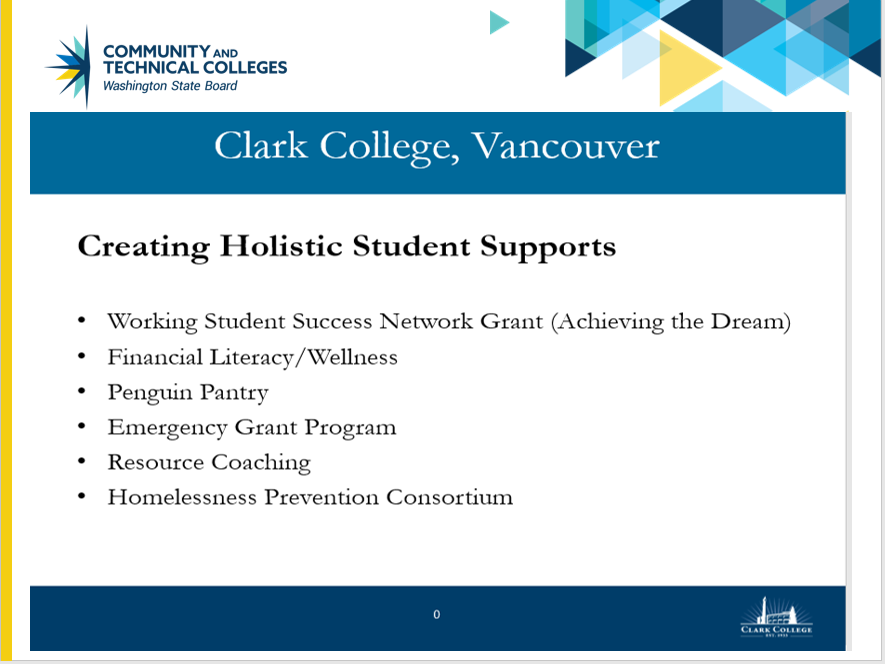 COMMUNITY AND
TECHNICAL COLLEGES
Washington State Board
Clark College, Vancouver
Creating Holistic Student Supports
• Working Student Success Network Grant (Achieving the Dream)
• Financial Literacy/Wellness
• Penguin Pantry
• Emergency Grant Program
• Resource Coaching
• Homelessness Prevention Consortium
0
CLARK COLLEGE
EST. 1933